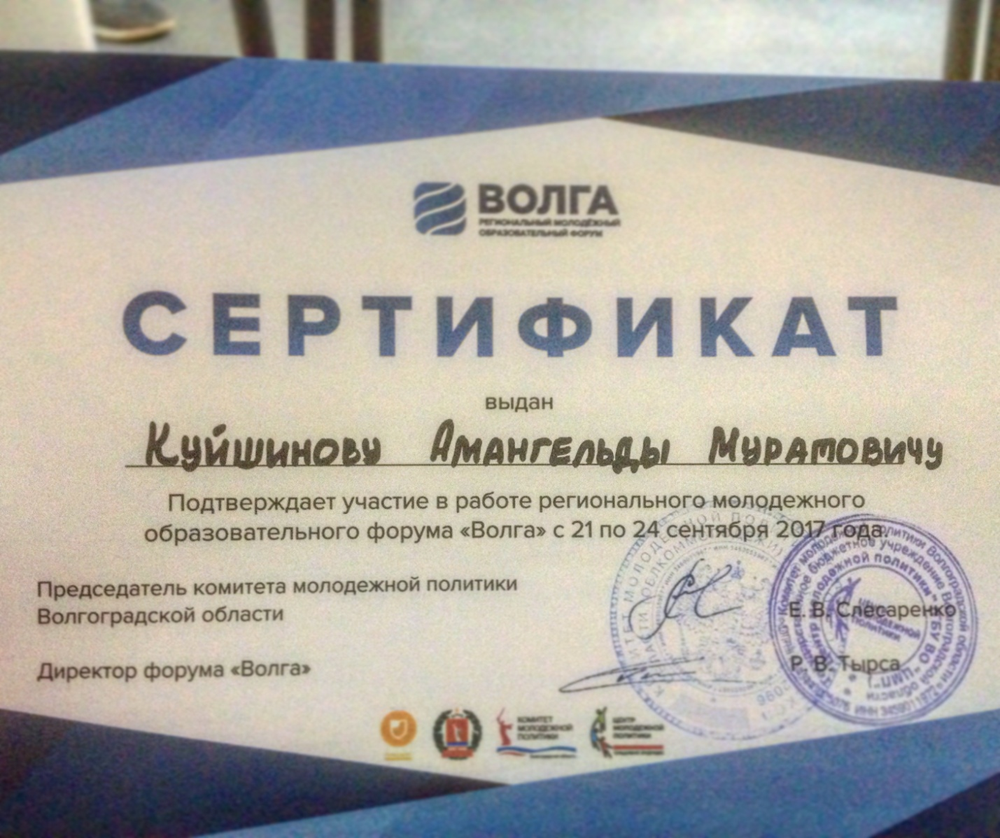 ВОЛГА
РЕГИОНАЛЬНЫЙ МОЛОДЁЖНЫЙ
ОБРАЗОВАТЕЛЬНЫЙ ФОРУМ
СЕРТИФИКАТ
выдан
Куйшинову Амангельды Муратовичу
Подтверждает участие в работе регионального молодежного
образовательного форума «Волга» с 21 по 24 сентября 2017 года.
Председатель комитета молодежной политики
Волгоградской области
Е. В. Слесаренко
Директор форума «Волга»
Р. В. Тырса
КОМИТЕТ
МОЛОДЕЖНОЙ
ПОЛИТИКИ
ЦЕНТР
МОЛОДЕЖНОЙ
ПОЛИТИКИ